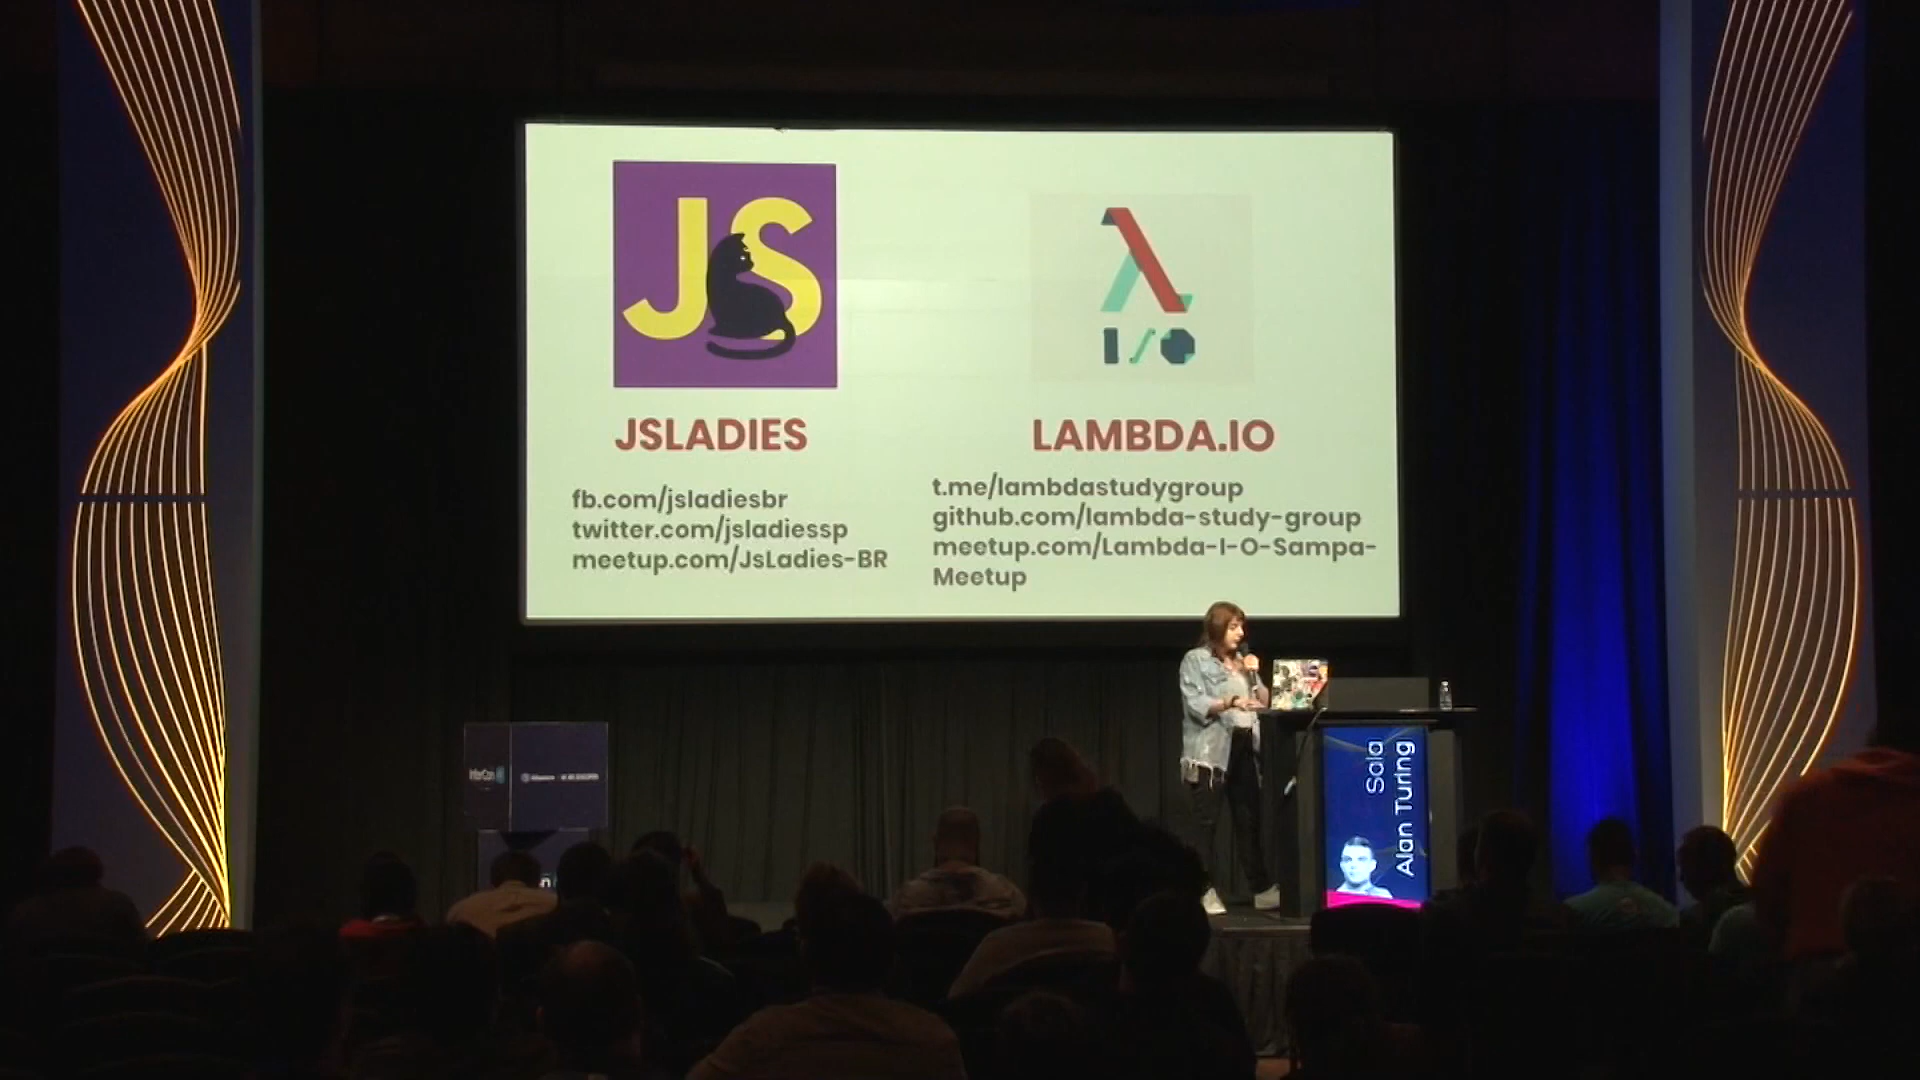 JS
JSLADIES
fb.com/jsladiesbr
twitter.com/jsladiessp
meetup.com/JsLadies-BR
λ
I/O
LAMBDA.IO
t.me/lambdastudygroup
github.com/lambda-study-group
meetup.com/Lambda-I-O-Sampa-
Meetup
InterCon
Sala
Alan Turing